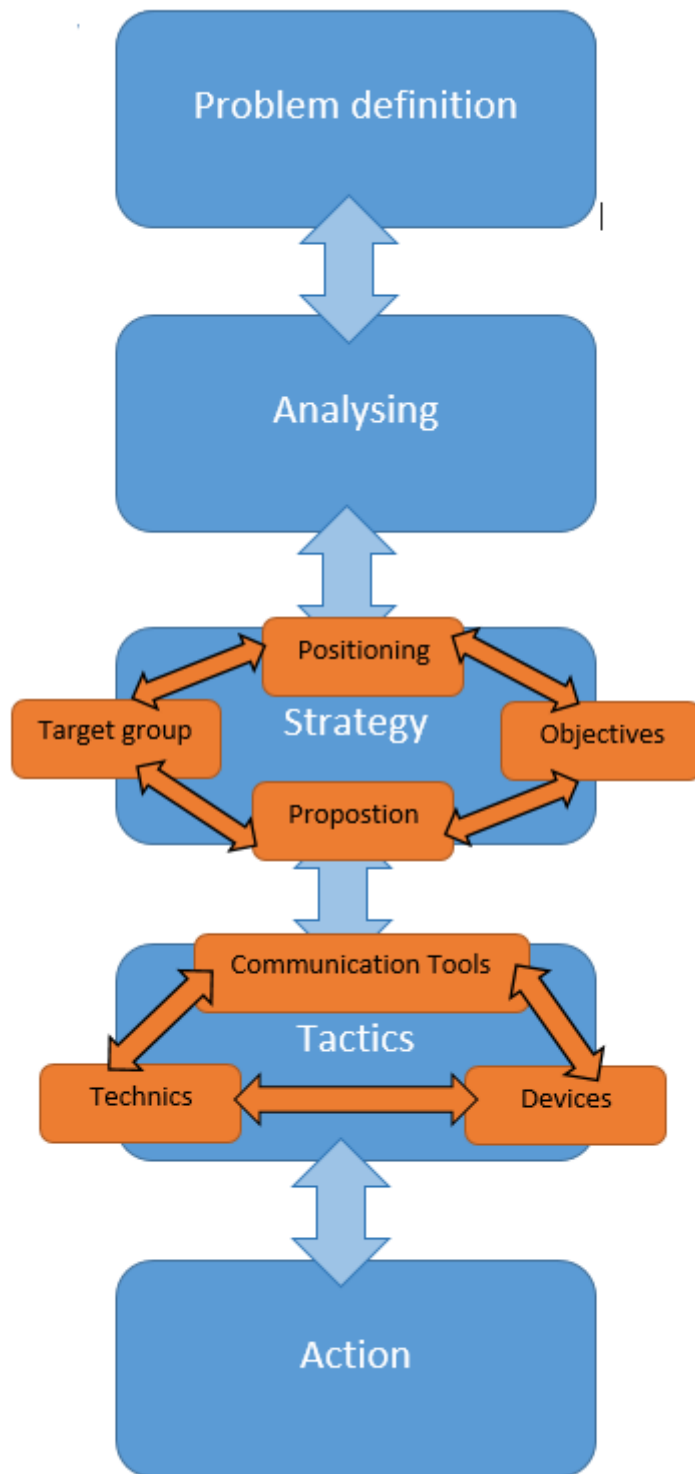 Problem definition
Analysing
Positioning
Strategy
Target group
Objectives
Propostion
Communication Tools
Tactics
Technics
Devices
Action